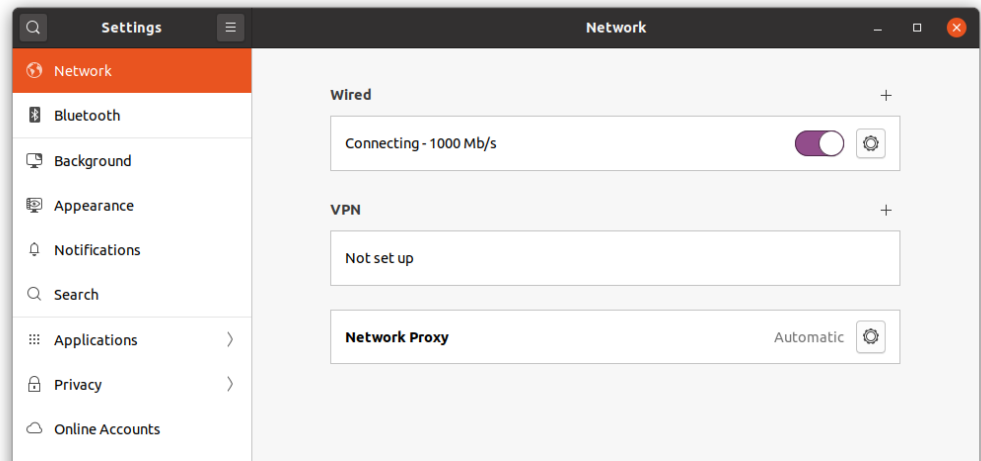 Settings
Network
Network
Bluetooth
Background
Appearance
Notifications
Search
Applications
Privacy
Online Accounts
Wired
Connecting - 1000 Mb/s
VPN
Not set up
Network Proxy Automatic